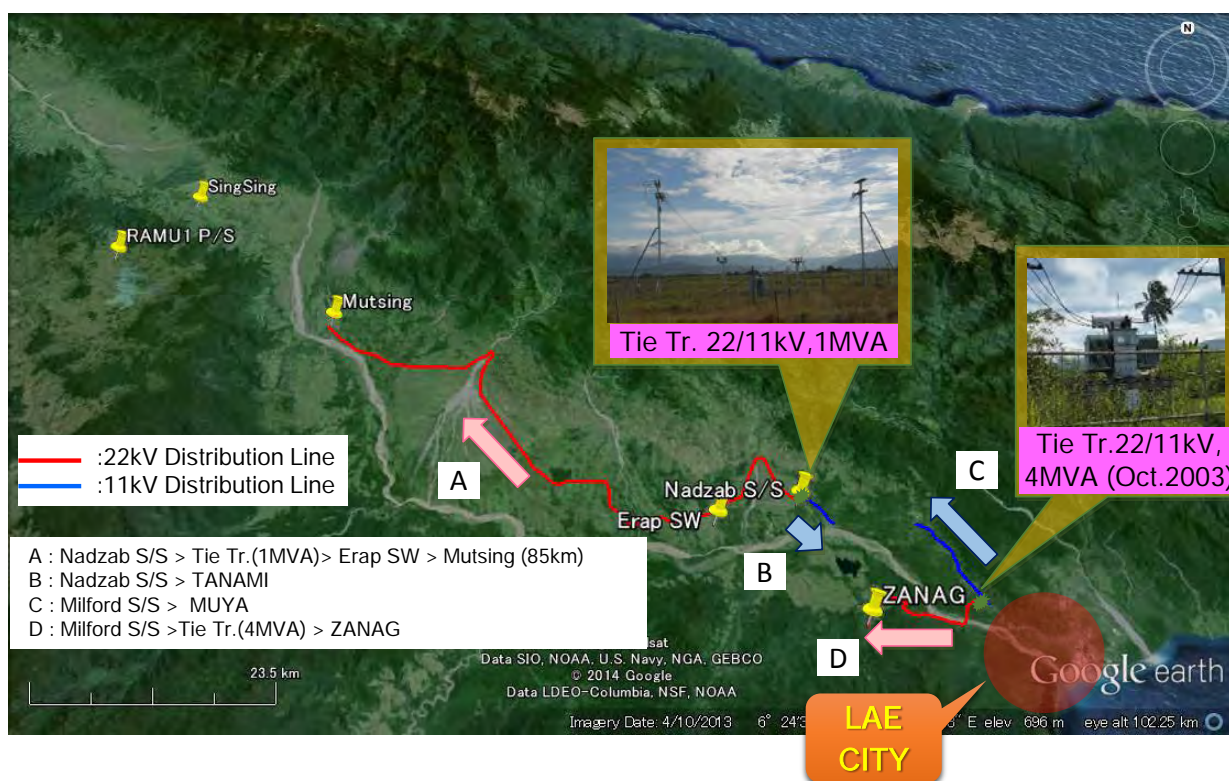 N
SingSing
RAMU1 P/S
Mutsing
Tie Tr. 22/11kV,1MVA
Tie Tr.22/11kV,
4MVA (Oct.2003)
:22kV Distribution Line
:11kV Distribution Line
A
C
Nadzab S/S
Erap SW
B
A : Nadzab S/S > Tie Tr.(1MVA)> Erap SW > Mutsing (85km)
B : Nadzab S/S > TANAMI
C : Milford S/S > MUYA
D : Milford S/S >Tie Tr.(4MVA) > ZANAG
ZANAG
D
Data SIO, NOAA, U.S. Navy, NGA, GEBCO
© 2014 Google
Data LDEO-Columbia, NSF, NOAA
23.5 km
Google earth
Imagery Date: 4/10/2013 6° 24'3 E elev 696 m eye alt 102.25 km
LAE
CITY